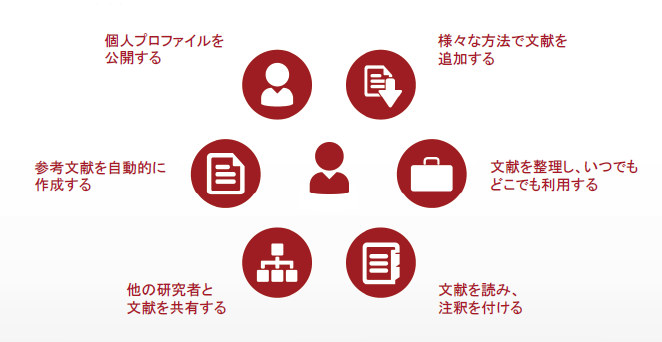 個人プロファイルを
公開する
様々な方法で文献を
追加する
参考文献を自動的に
作成する
文献を整理し、いつでも
どこでも利用する
他の研究者と
文献を共有する
文献を読み、
注釈を付ける